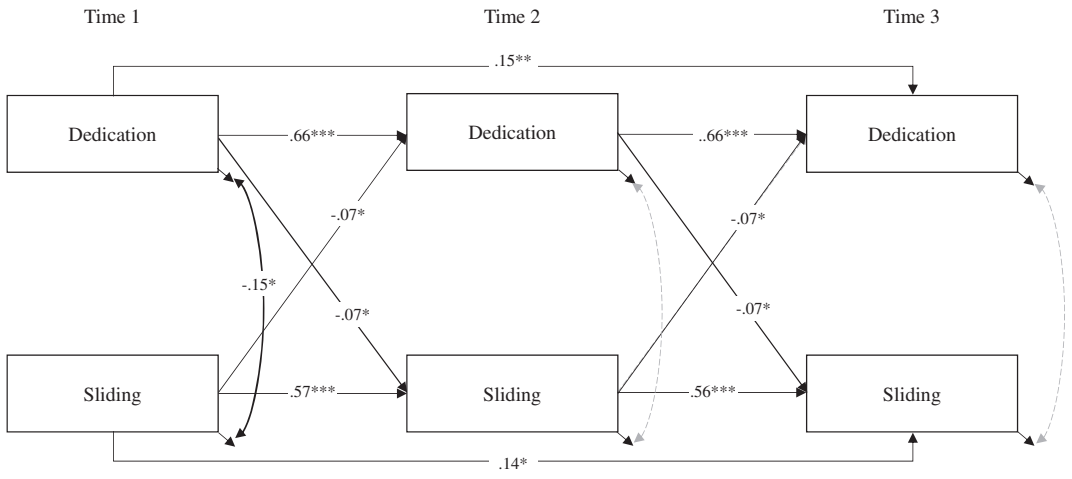 Time 1 Time 2 Time 3
.15**
Dedication .66*** Dedication ..66*** Dedication
-.07* -.07*
-.15*
-.07* -.07*
Sliding .57*** Sliding .56*** Sliding
.14*